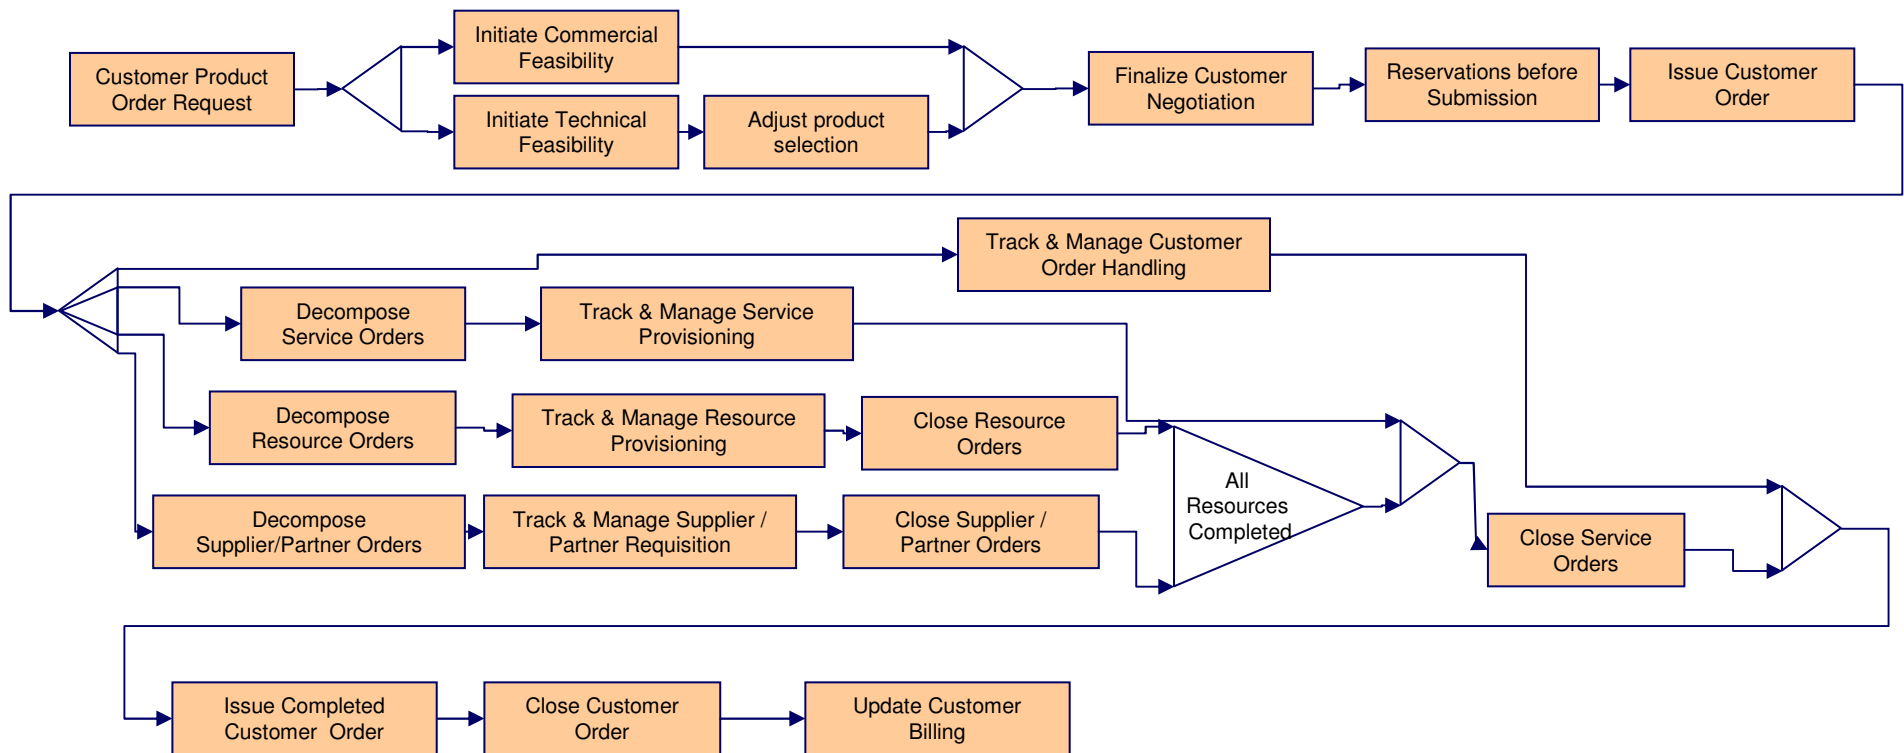 Customer Product
Order Request
Initiate Commercial
Feasibility
Initiate Technical
Feasibility
Adjust product
selection
Finalize Customer
Negotiation
Reservations before
Submission
Issue Customer
Order
Track & Manage Customer
Order Handling
Decompose
Service Orders
Track & Manage Service
Provisioning
Decompose
Resource Orders
Track & Manage Resource
Provisioning
Close Resource
Orders
All
Resources
Completed
Decompose
Supplier/Partner Orders
Track & Manage Supplier /
Partner Requisition
Close Supplier /
Partner Orders
Close Service
Orders
Issue Completed
Customer  Order
Close Customer
Order
Update Customer
Billing